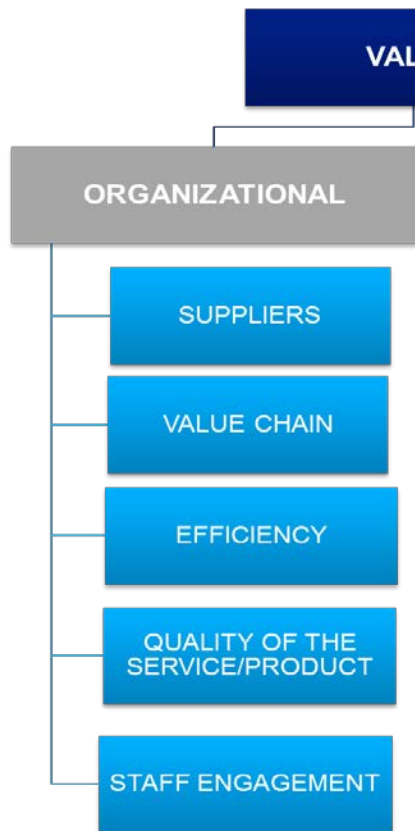 VAL
ORGANIZATIONAL
SUPPLIERS
VALUE CHAIN
EFFICIENCY
QUALITY OF THE
SERVICE/PRODUCT
STAFF ENGAGEMENT